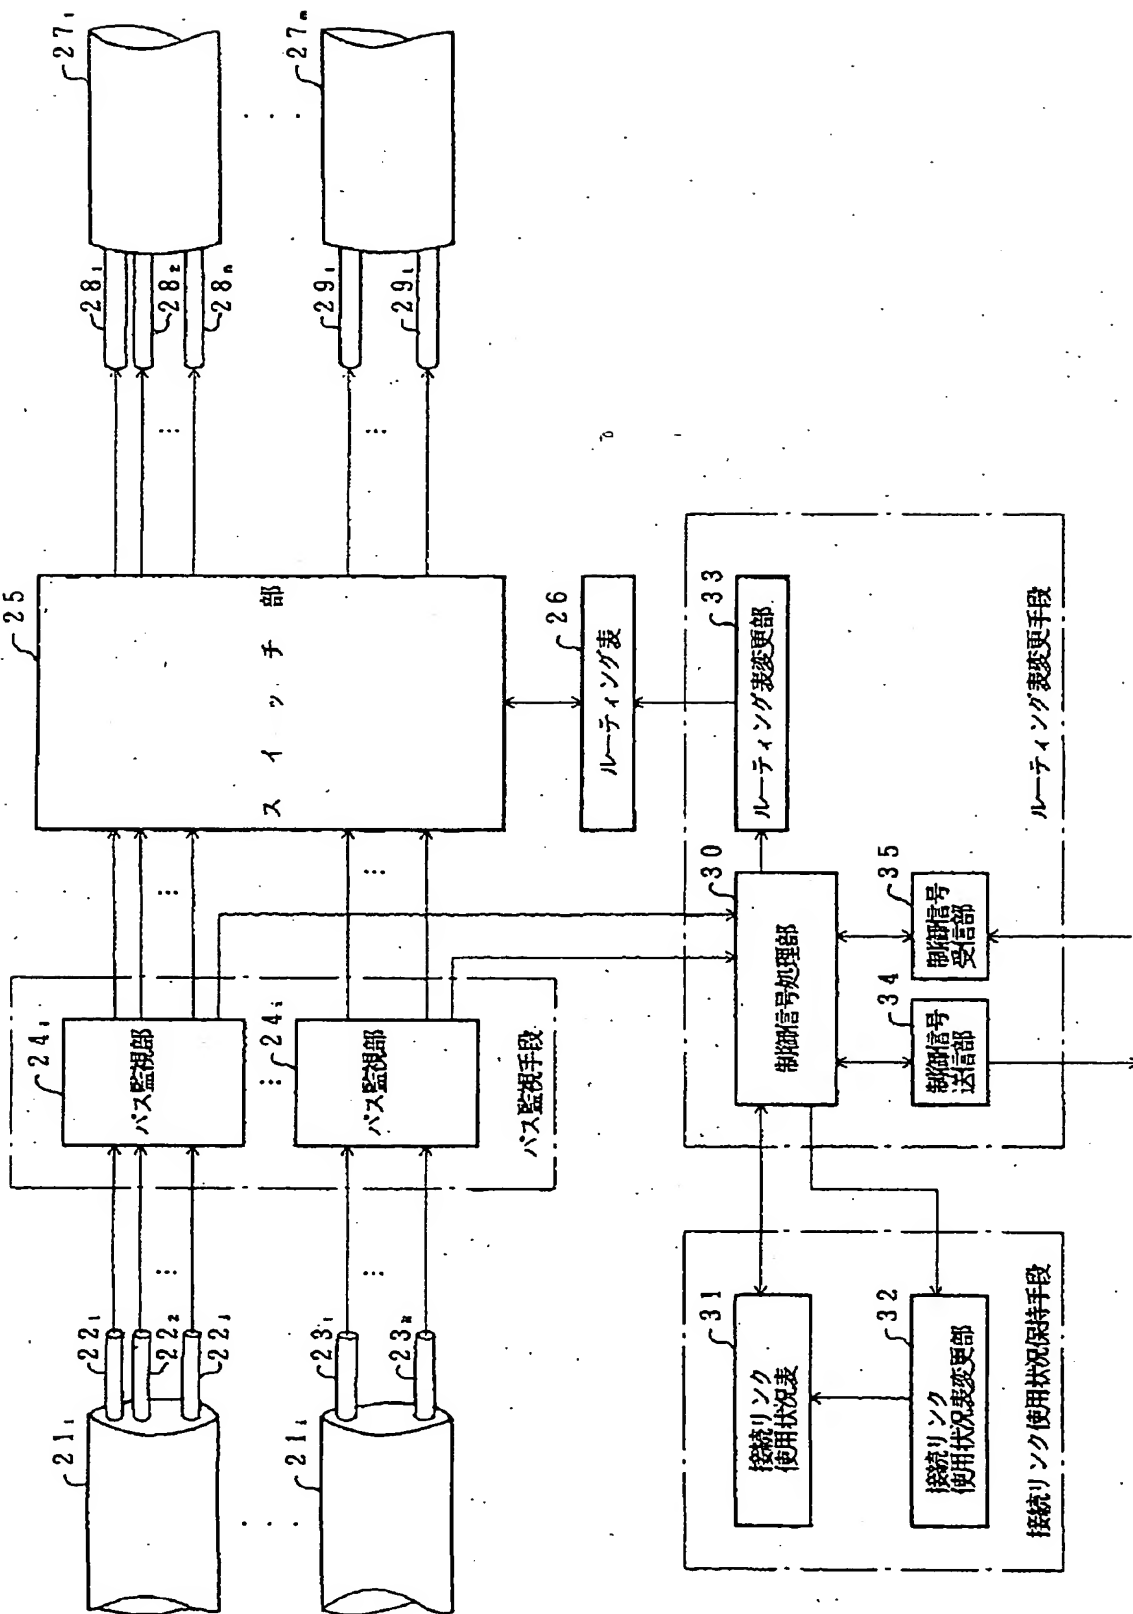 21₁
22₁
22₂
22ⱼ
21ᵢ
23₁
23ₖ
24₁
パス監視部
24ᵢ
パス監視部
パス監視手段
25
スイッチ部
26
ルーティング表
27₁
28₁
28₂
28ₙ
27ₘ
29₁
29ₗ
31
接続リンク
使用状況表
32
接続リンク
使用状況表変更部
接続リンク使用状況保持手段
30
制御信号処理部
33
ルーティング表変更部
34
制御信号
送信部
35
制御信号
受信部
ルーティング表変更手段